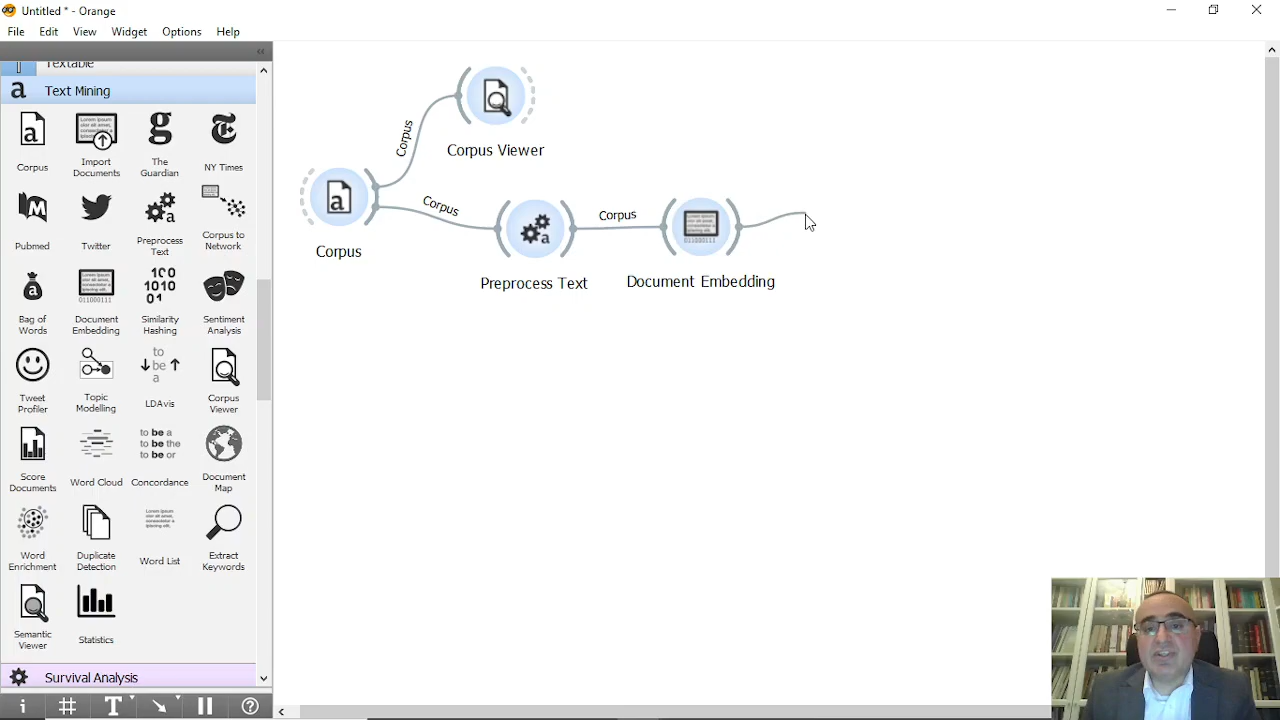 Untitled * - Orange
File Edit View Widget Options Help
Textable
Text Mining
Corpus
Import Documents
The Guardian
NY Times
Pubmed
Twitter
Preprocess Text
Corpus to Network
Bag of Words
Document Embedding
Similarity Hashing
Sentiment Analysis
Tweet Profiler
Topic Modelling
LDAvis
Corpus Viewer
Score Documents
Word Cloud
Concordance
Document Map
Word Enrichment
Duplicate Detection
Word List
Extract Keywords
Semantic Viewer
Statistics
Survival Analysis
Corpus
Corpus Viewer
Corpus
Corpus
Corpus
Preprocess Text
Document Embedding